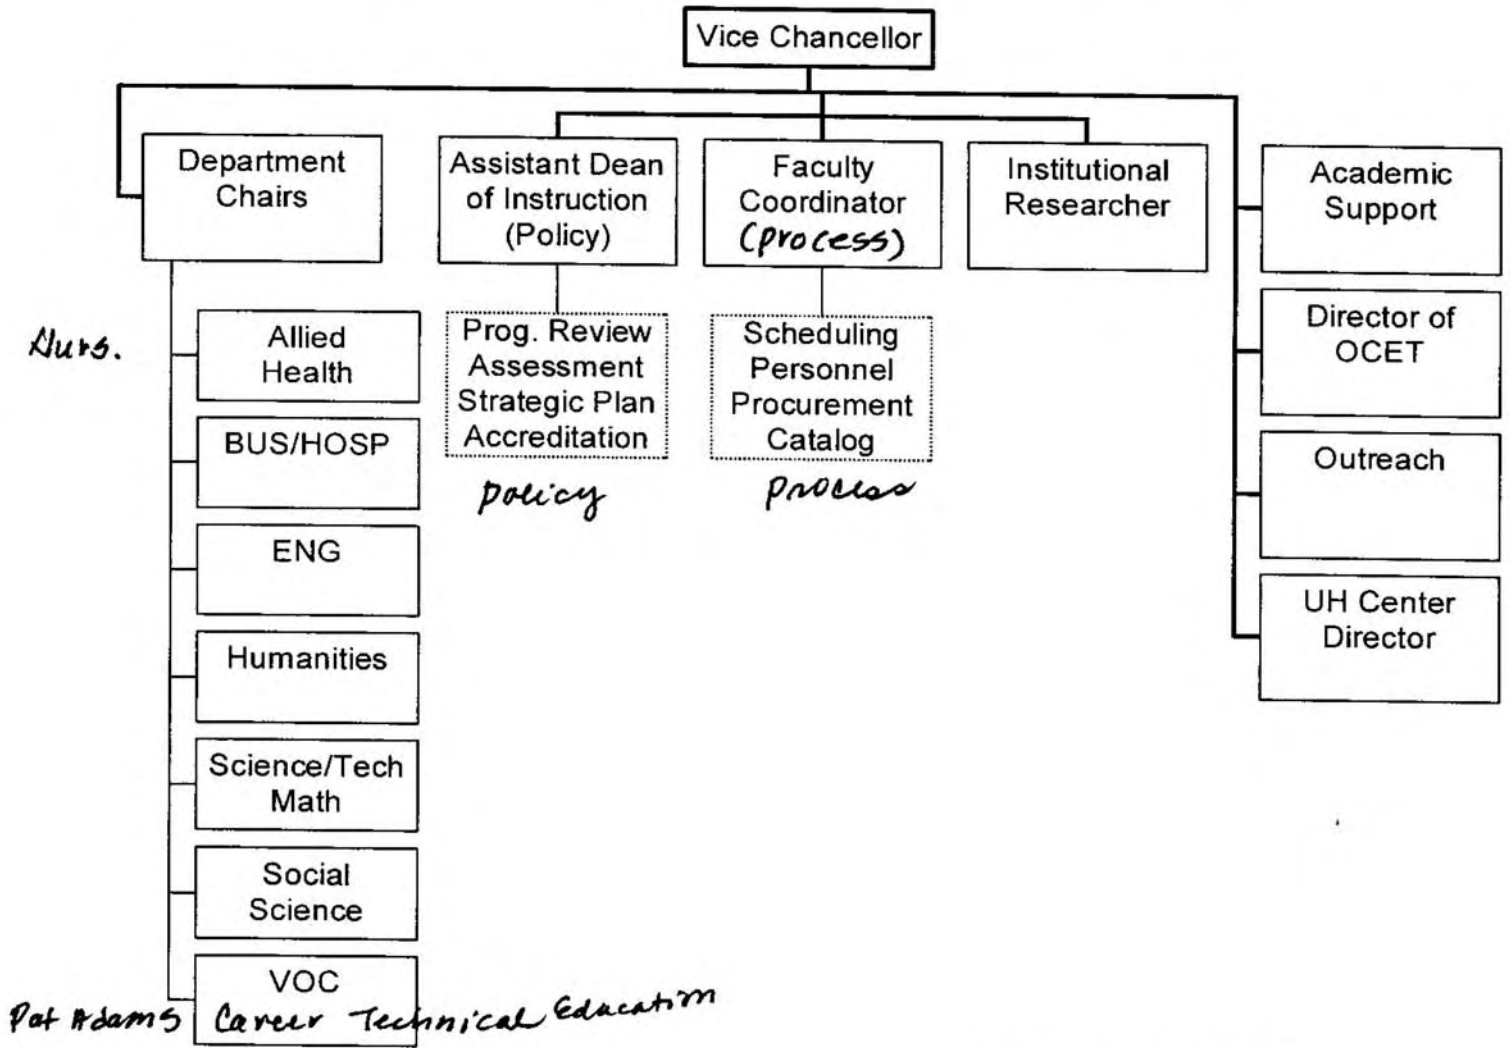 Vice Chancellor
Department
Chairs
Assistant Dean
of Instruction
(Policy)
Faculty
Coordinator
(process)
Institutional
Researcher
Academic
Support
Nurs.
Allied
Health
Prog. Review
Assessment
Strategic Plan
Accreditation
policy
Scheduling
Personnel
Procurement
Catalog
process
Director of
OCET
BUS/HOSP
Outreach
ENG
UH Center
Director
Humanities
Science/Tech
Math
Social
Science
VOC
Pat Adams Career Technical Education